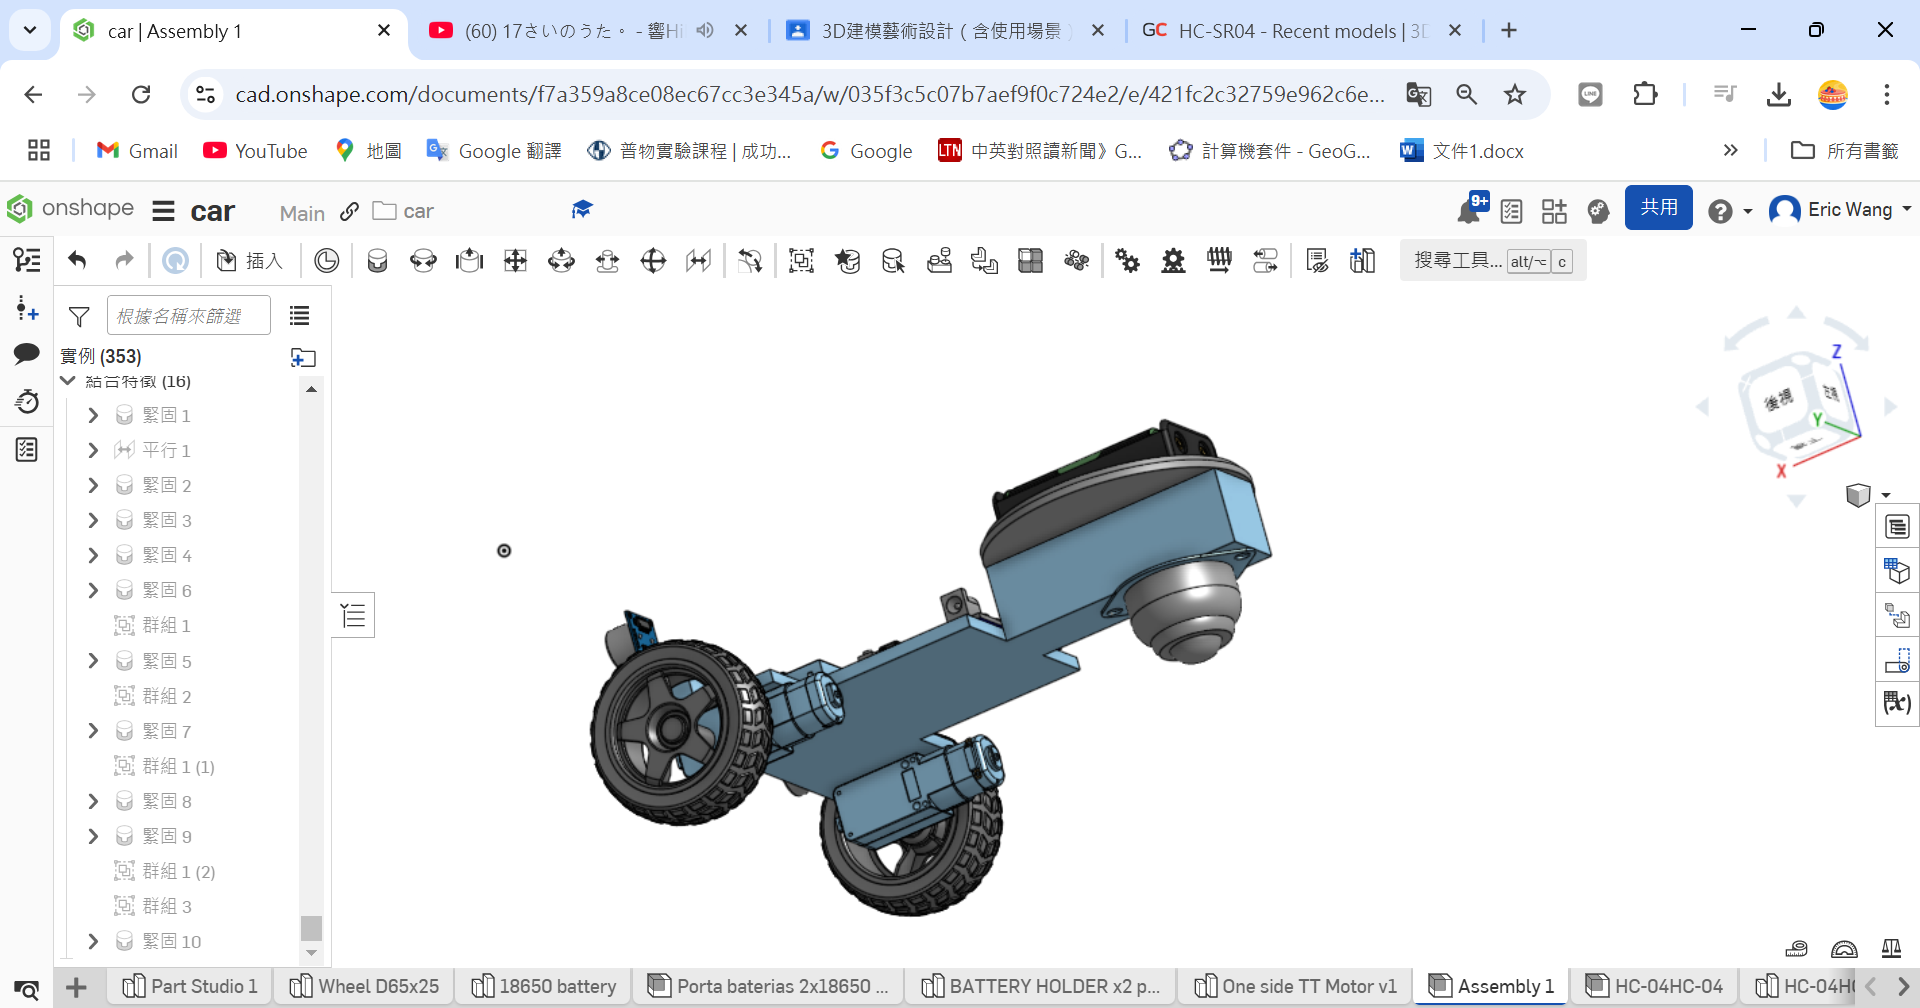 car | Assembly 1
(60) 17さいのうた。 - 響Hi
3D建模藝術設計（含使用場景）
GC HC-SR04 - Recent models | 3D
cad.onshape.com/documents/f7a359a8ce08ec67cc3e345a/w/035f3c5c07b7aef9f0c724e2/e/421fc2c32759e962c6e...
Gmail
YouTube
地圖
Google 翻譯
普物實驗課程 | 成功...
Google
LTN 中英對照讀新聞》G...
計算機套件 - GeoG...
文件1.docx
所有書籤
onshape
car
Main
car
9+
共用
Eric Wang
插入
搜尋工具... alt/⌥ c
根據名稱來篩選
實例 (353)
結合特徵 (16)
緊固 1
平行 1
緊固 2
緊固 3
緊固 4
緊固 6
群組 1
緊固 5
群組 2
緊固 7
群組 1 (1)
緊固 8
緊固 9
群組 1 (2)
群組 3
緊固 10
Z
後視
Y
X
(x)
Part Studio 1
Wheel D65x25
18650 battery
Porta baterias 2x18650 ...
BATTERY HOLDER x2 p...
One side TT Motor v1
Assembly 1
HC-04HC-04
HC-04H